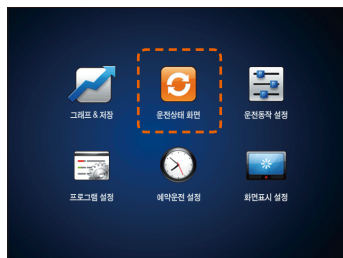 그래프 & 저장
운전상태 화면
운전동작 설정
프로그램 설정
예약운전 설정
화면표시 설정